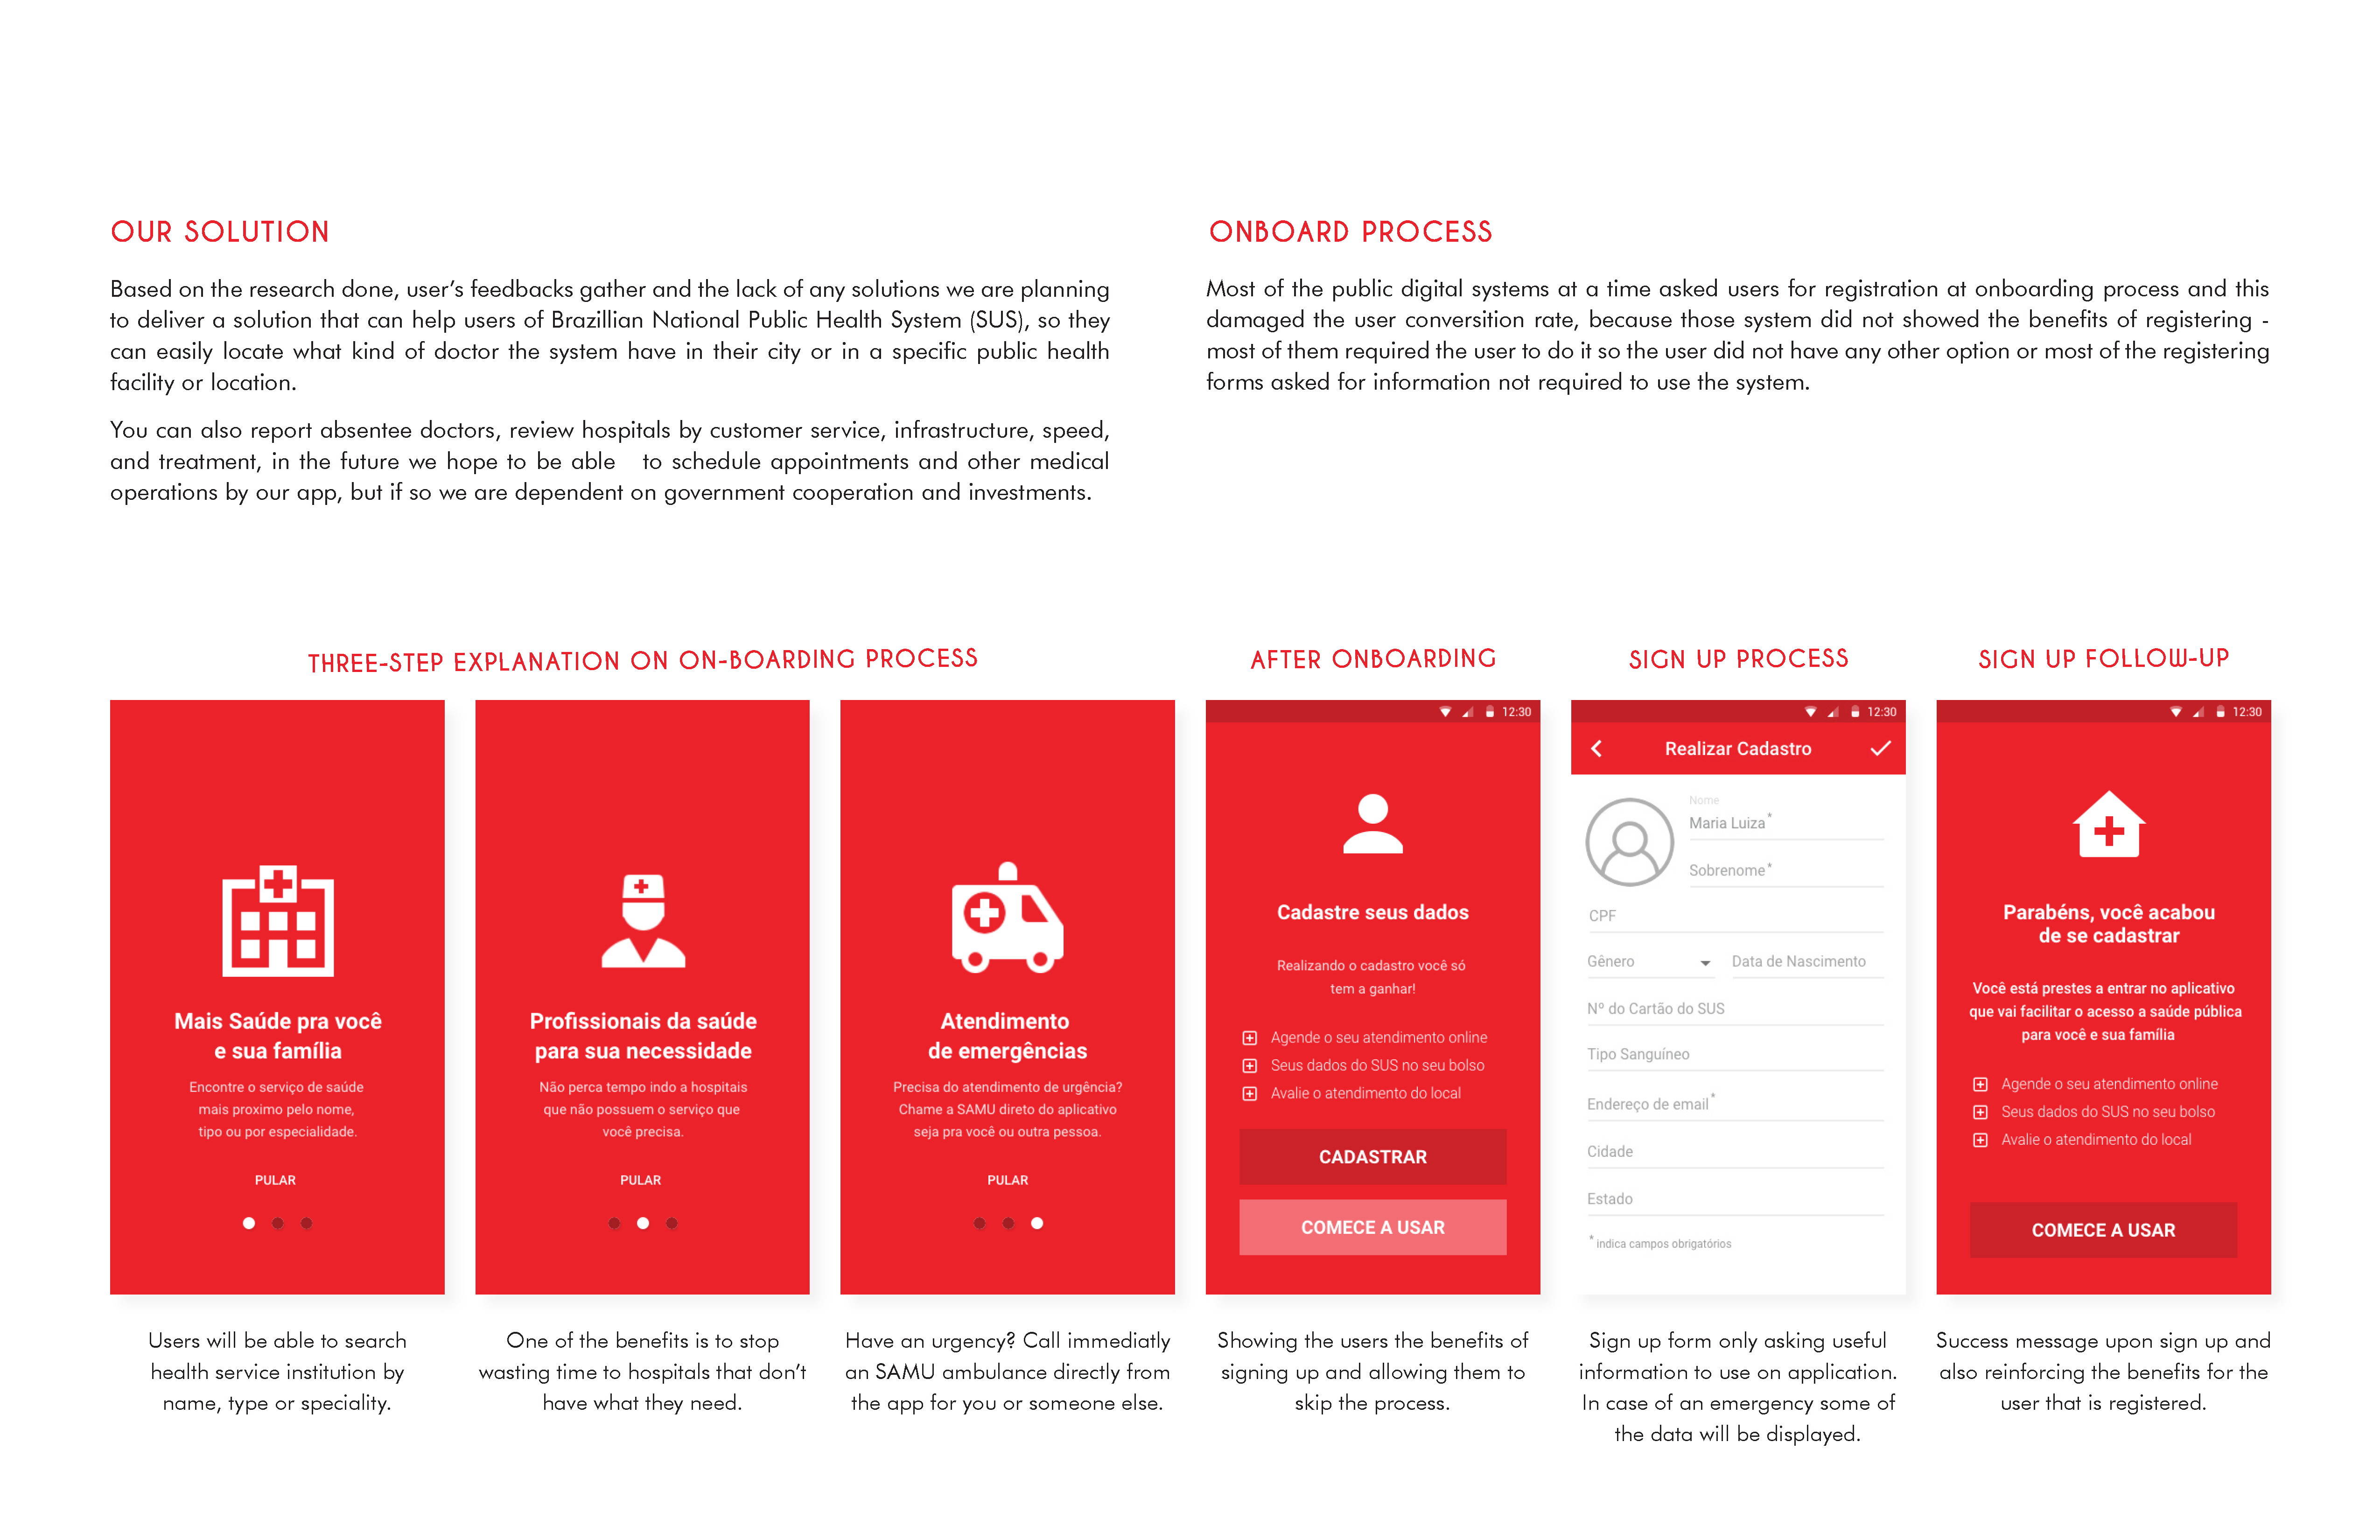 OUR SOLUTION
Based on the research done, user's feedbacks gather and the lack of any solutions we are planning
to deliver a solution that can help users of Brazillian National Public Health System (SUS), so they
can easily locate what kind of doctor the system have in their city or in a specific public health
facility or location.
You can also report absentee doctors, review hospitals by customer service, infrastructure, speed,
and treatment, in the future we hope to be able to schedule appointments and other medical
operations by our app, but if so we are dependent on government cooperation and investments.
ONBOARD PROCESS
Most of the public digital systems at a time asked users for registration at onboarding process and this
damaged the user conversition rate, because those system did not showed the benefits of registering -
most of them required the user to do it so the user did not have any other option or most of the registering
forms asked for information not required to use the system.
THREE-STEP EXPLANATION ON ON-BOARDING PROCESS
Mais Saúde pra você
e sua família
Encontre o serviço de saúde
mais proximo pelo nome,
tipo ou por especialidade.
PULAR
Users will be able to search
health service institution by
name, type or speciality.
Profissionais da saúde
para sua necessidade
Não perca tempo indo a hospitais
que não possuem o serviço que
você precisa.
PULAR
One of the benefits is to stop
wasting time to hospitals that don't
have what they need.
Atendimento
de emergências
Precisa do atendimento de urgência?
Chame a SAMU direto do aplicativo
seja pra você ou outra pessoa.
PULAR
Have an urgency? Call immediatly
an SAMU ambulance directly from
the app for you or someone else.
AFTER ONBOARDING
12:30
Cadastre seus dados
Realizando o cadastro você só
tem a ganhar!
Agende o seu atendimento online
Seus dados do SUS no seu bolso
Avalie o atendimento do local
CADASTRAR
COMECE A USAR
Showing the users the benefits of
signing up and allowing them to
skip the process.
SIGN UP PROCESS
12:30
Realizar Cadastro
Nome
Maria Luiza*
Sobrenome*
CPF
Gênero Data de Nascimento
Nº do Cartão do SUS
Tipo Sanguíneo
Endereço de email*
Cidade
Estado
* indica campos obrigatórios
Sign up form only asking useful
information to use on application.
In case of an emergency some of
the data will be displayed.
SIGN UP FOLLOW-UP
12:30
Parabéns, você acabou
de se cadastrar
Você está prestes a entrar no aplicativo
que vai facilitar o acesso a saúde pública
para você e sua família
Agende o seu atendimento online
Seus dados do SUS no seu bolso
Avalie o atendimento do local
COMECE A USAR
Success message upon sign up and
also reinforcing the benefits for the
user that is registered.